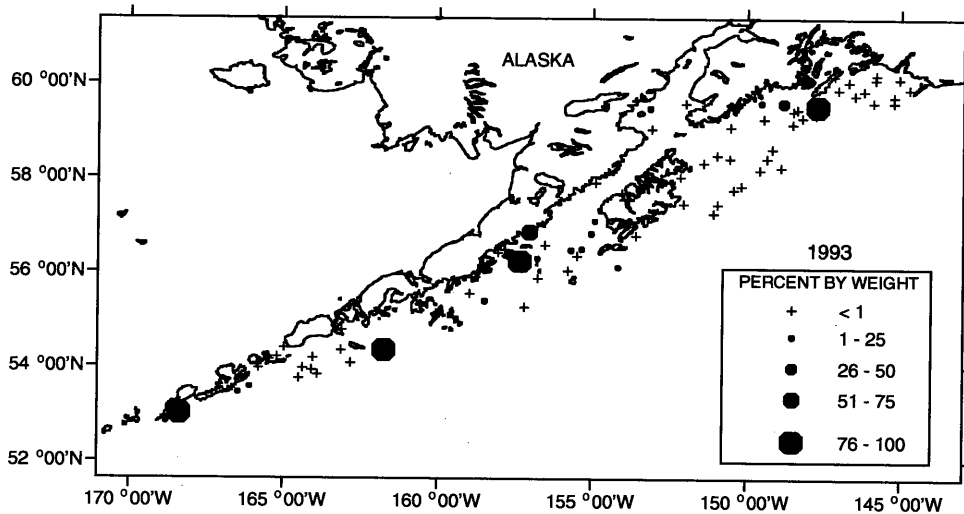 ALASKA
60 °00'N
58 °00'N
56 °00'N
54 °00'N
52 °00'N
1993
PERCENT BY WEIGHT
+ < 1
1 - 25
26 - 50
51 - 75
76 - 100
170 °00'W 165 °00'W 160 °00'W 155 °00'W 150 °00'W 145 °00'W